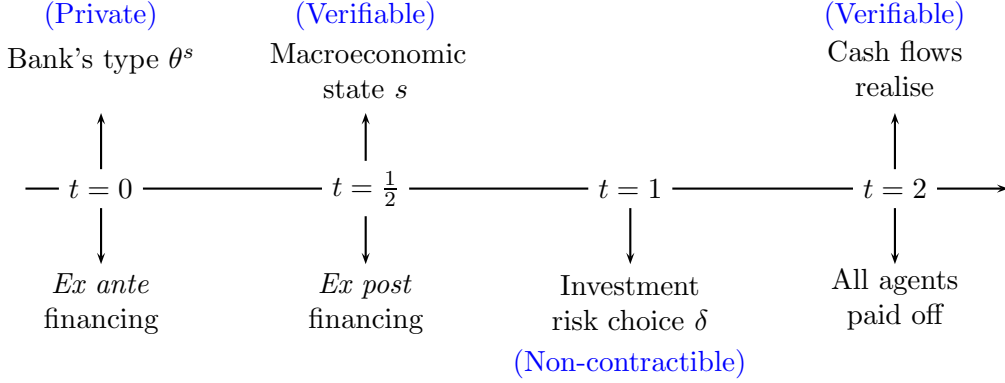 (Private)
Bank's type θ^s
(Verifiable)
Macroeconomic
state s
(Verifiable)
Cash flows
realise
t = 0
t = 1/2
t = 1
t = 2
Ex ante
financing
Ex post
financing
Investment
risk choice δ
(Non-contractible)
All agents
paid off